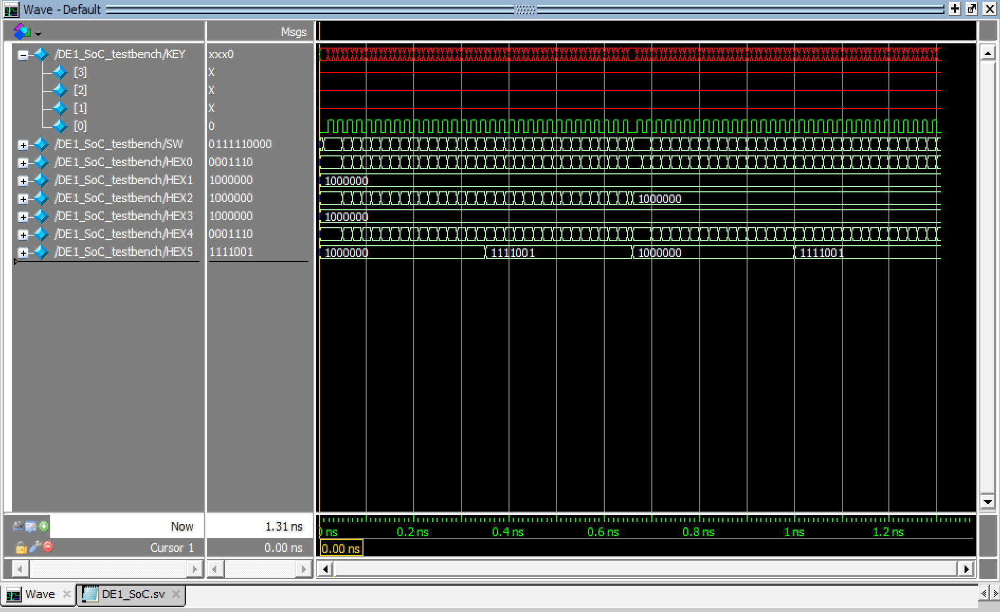 Wave - Default
Msgs
/DE1_SoC_testbench/KEY xxx0
[3] X
[2] X
[1] X
[0] 0
/DE1_SoC_testbench/SW 0111110000
/DE1_SoC_testbench/HEX0 0001110
/DE1_SoC_testbench/HEX1 1000000 1000000
/DE1_SoC_testbench/HEX2 1000000 1000000
/DE1_SoC_testbench/HEX3 1000000 1000000
/DE1_SoC_testbench/HEX4 0001110
/DE1_SoC_testbench/HEX5 1111001 1000000 1111001 1000000 1111001
Now 1.31 ns ns 0.2 ns 0.4 ns 0.6 ns 0.8 ns 1 ns 1.2 ns
Cursor 1 0.00 ns 0.00 ns
Wave DE1_SoC.sv